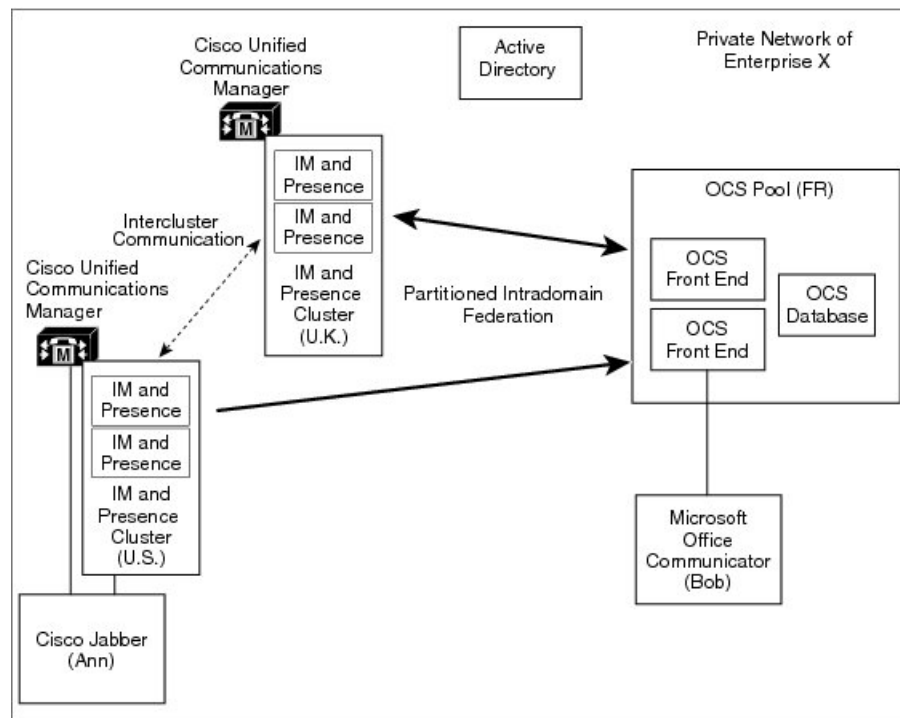 Cisco Unified
Communications
Manager
M
Active
Directory
Private Network of
Enterprise X
IM and
Presence
IM and
Presence
IM and
Presence
Cluster
(U.K.)
Intercluster
Communication
OCS Pool (FR)
OCS
Front End
OCS
Front End
OCS
Database
Partitioned Intradomain
Federation
Cisco Unified
Communications
Manager
M
IM and
Presence
IM and
Presence
IM and
Presence
Cluster
(U.S.)
Microsoft
Office
Communicator
(Bob)
Cisco Jabber
(Ann)